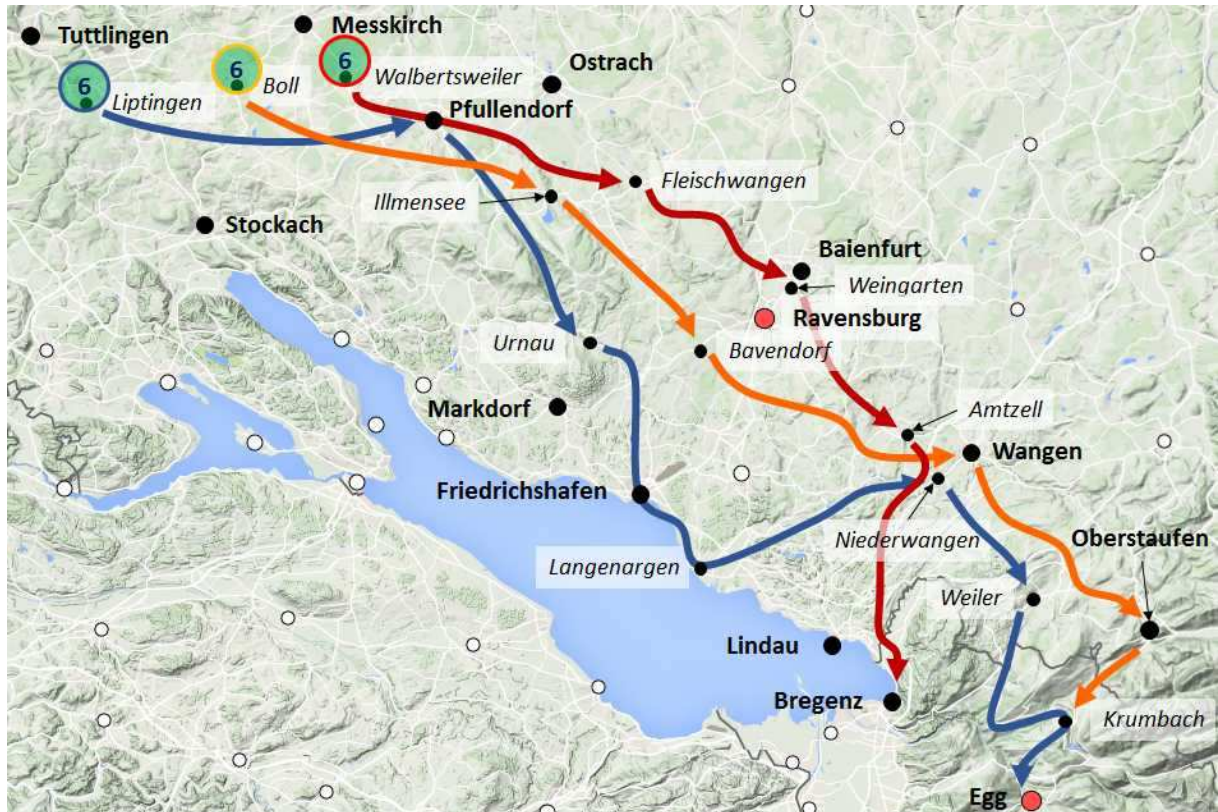 Tuttlingen
Messkirch
6
6
6
Liptingen
Boll
Walbertsweiler
Ostrach
Pfullendorf
Fleischwangen
Illmensee
Stockach
Baienfurt
Weingarten
Ravensburg
Urnau
Bavendorf
Markdorf
Amtzell
Wangen
Friedrichshafen
Niederwangen
Oberstaufen
Langenargen
Weiler
Lindau
Bregenz
Krumbach
Egg